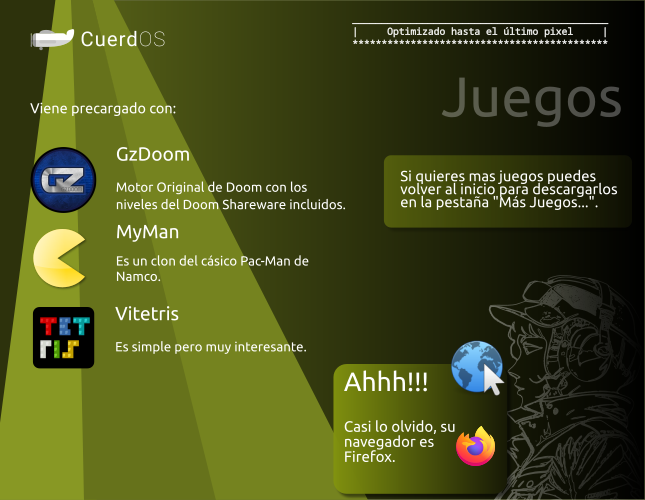 CuerdOS
| Optimizado hasta el último pixel |
*******************************************
Juegos
Viene precargado con:
GzDoom
Motor Original de Doom con los
niveles del Doom Shareware incluidos.
MyMan
Es un clon del cásico Pac-Man de
Namco.
Vitetris
Es simple pero muy interesante.
TET
RIS
Si quieres mas juegos puedes
volver al inicio para descargarlos
en la pestaña "Más Juegos...".
Ahhh!!!
Casi lo olvido, su
navegador es
Firefox.